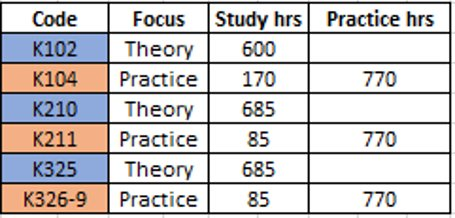 Code Focus Study hrs Practice hrs
K102 Theory 600
K104 Practice 170 770
K210 Theory 685
K211 Practice 85 770
K325 Theory 685
K326-9 Practice 85 770